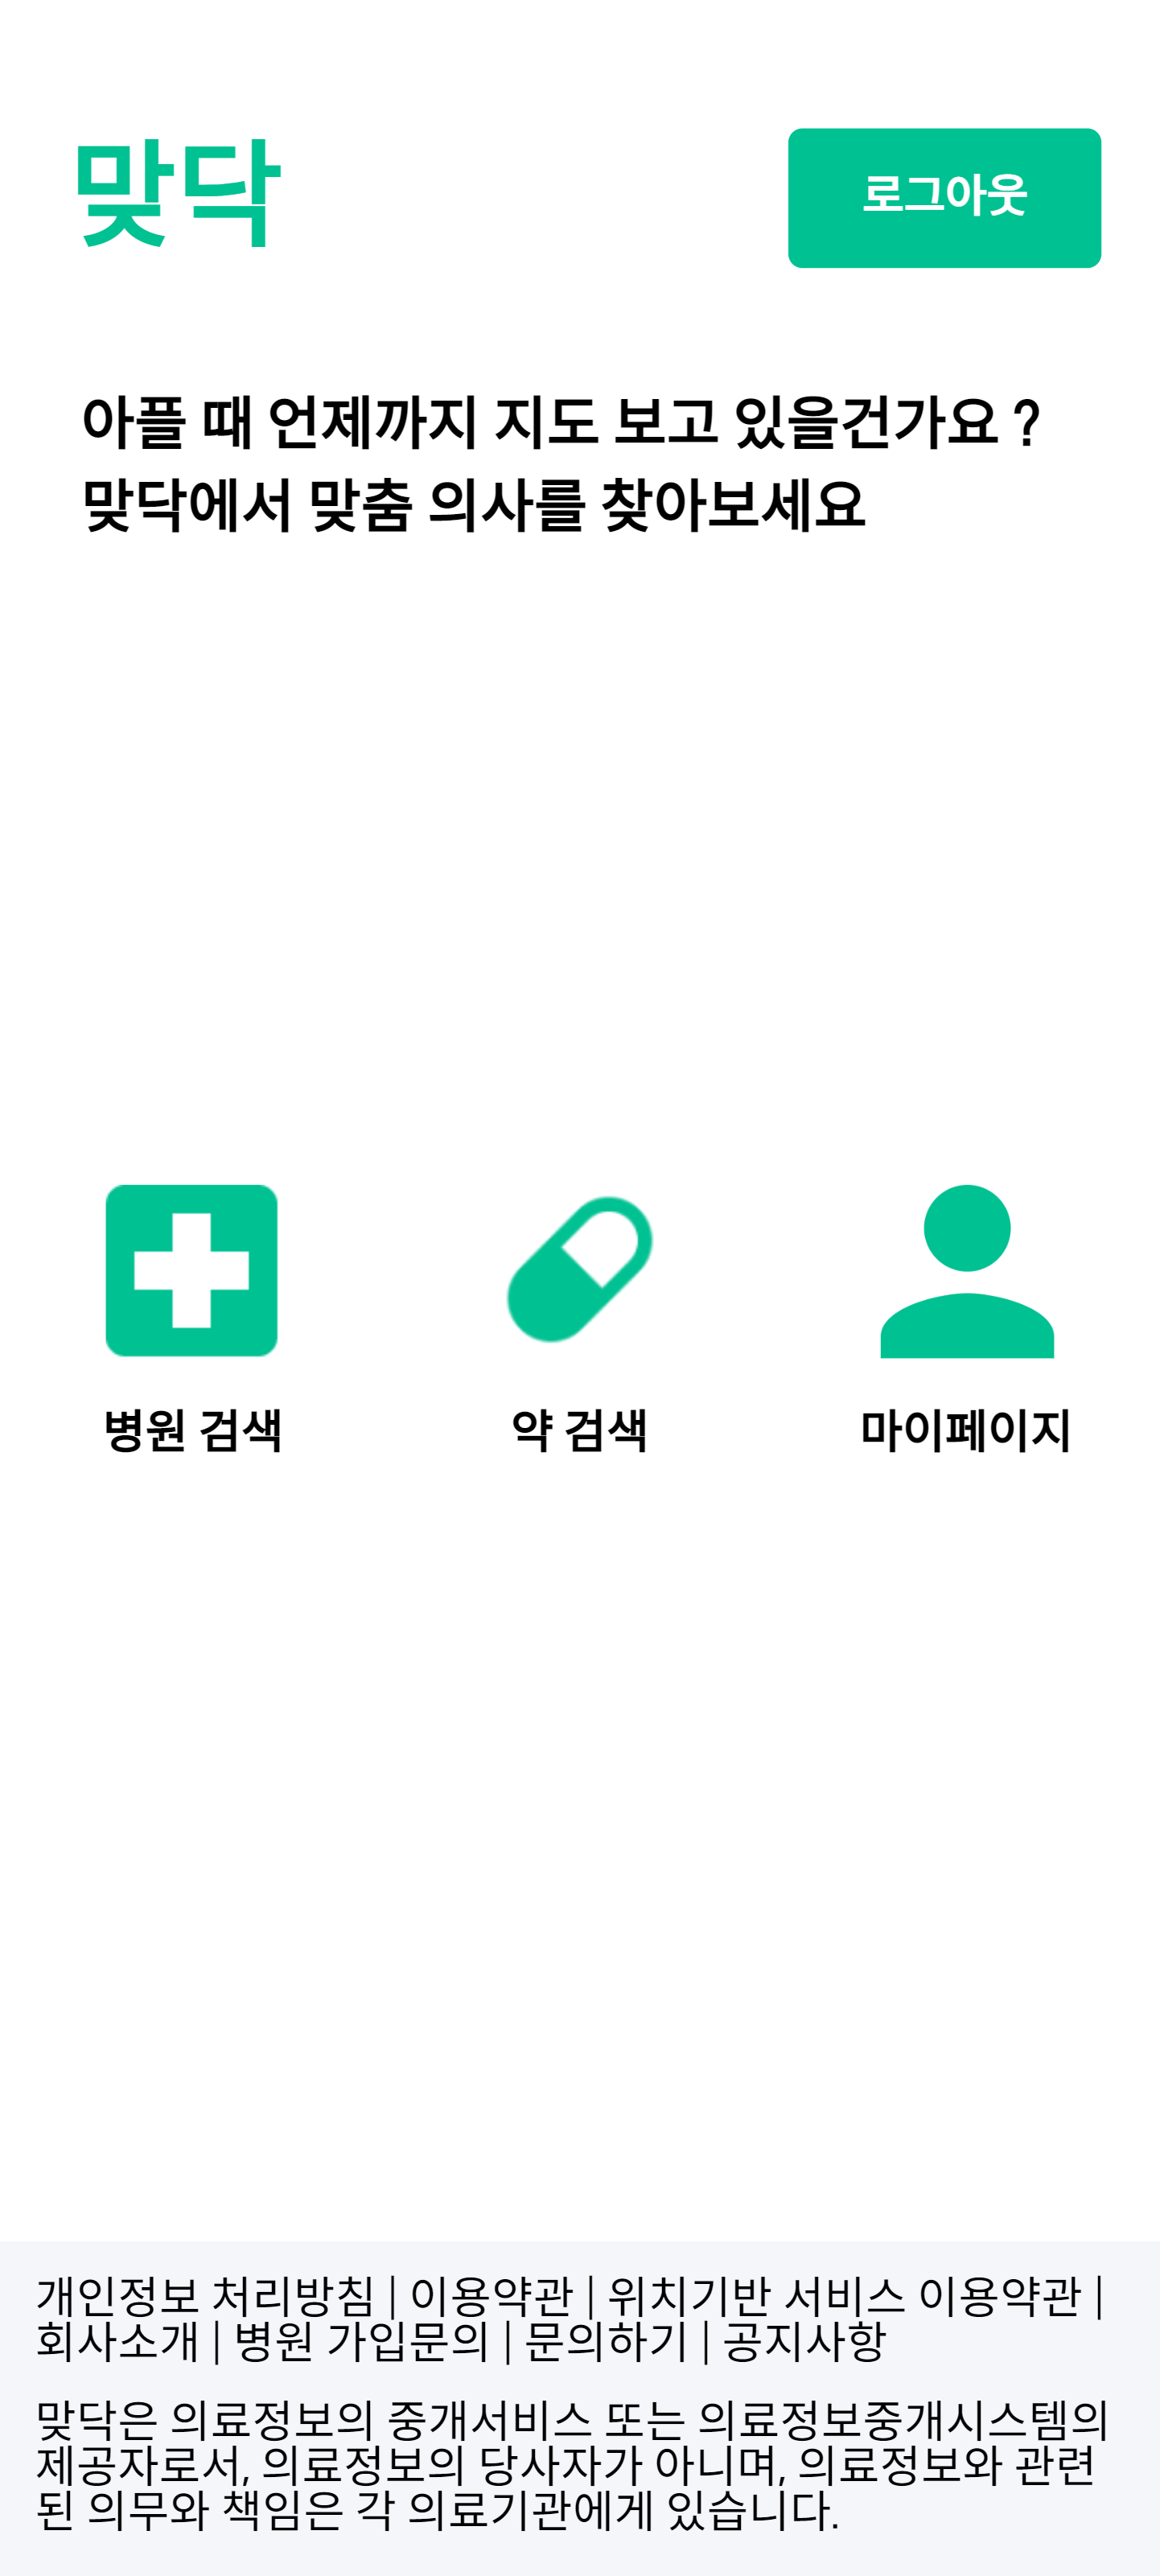 맞닥
로그아웃
아플 때 언제까지 지도 보고 있을건가요 ?
맞닥에서 맞춤 의사를 찾아보세요
병원 검색
약 검색
마이페이지
개인정보 처리방침 | 이용약관 | 위치기반 서비스 이용약관 |
회사소개 | 병원 가입문의 | 문의하기 | 공지사항
맞닥은 의료정보의 중개서비스 또는 의료정보중개시스템의
제공자로서, 의료정보의 당사자가 아니며, 의료정보와 관련
된 의무와 책임은 각 의료기관에게 있습니다.